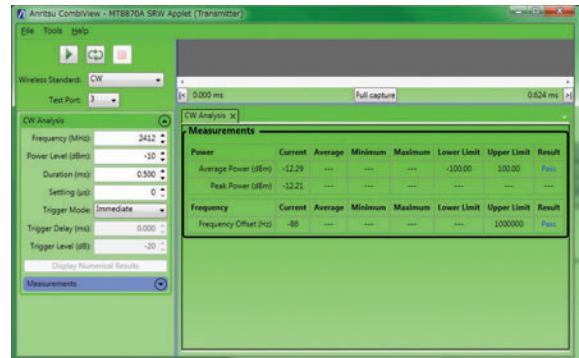 Anritsu CombiView - MT8870A SRW Applet (Transmitter)
File Tools Help
Wireless Standard: CW
Test Port: 3
0.000 ms Full capture 0.624 ms
CW Analysis
Frequency (MHz): 2412
Power Level (dBm): -10
Duration (ms): 0.500
Settling (µs): 0
Trigger Mode: Immediate
Trigger Delay (ms): 0.000
Trigger Level (dB): -20
Display Numerical Results
Measurements
CW Analysis X
Measurements
Power Current Average Minimum Maximum Lower Limit Upper Limit Result
Average Power (dBm) -12.29 --- --- --- -100.00 100.00 Pass
Peak Power (dBm) -12.21 --- --- --- --- --- ---
Frequency Current Average Minimum Maximum Lower Limit Upper Limit Result
Frequency Offset (Hz) -86 --- --- --- --- 1000000 Pass